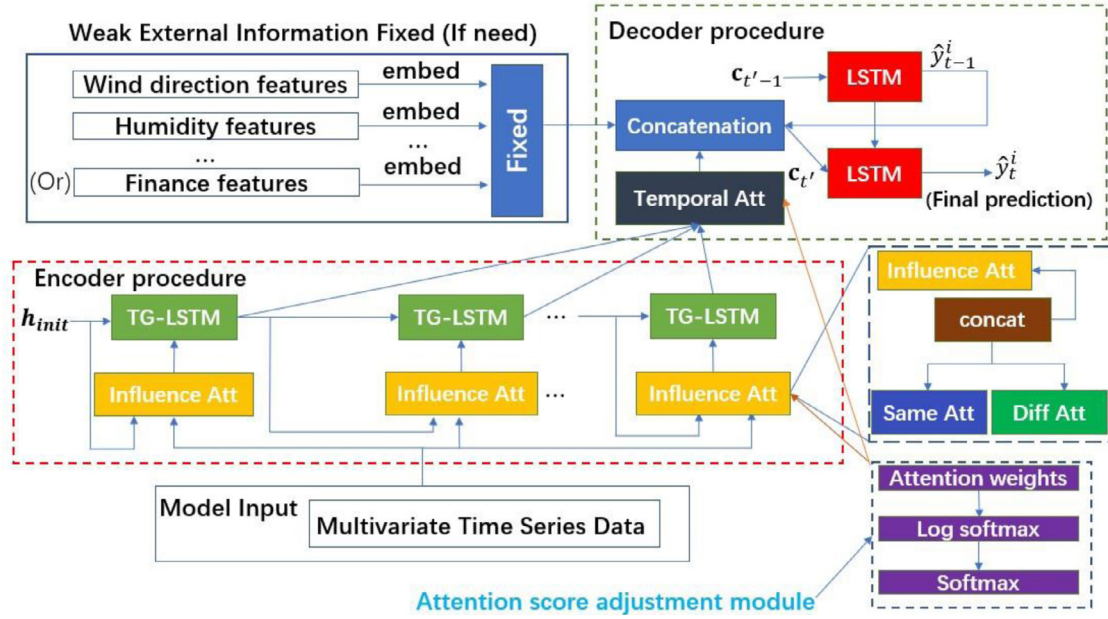 Weak External Information Fixed (If need)
Wind direction features
embed
Humidity features
embed
...
...
(Or)
Finance features
embed
Fixed
Decoder procedure
c_{t'-1}
LSTM
ŷ^i_{t-1}
Concatenation
c_{t'}
LSTM
ŷ^i_t
(Final prediction)
Temporal Att
Encoder procedure
h_{init}
TG-LSTM
TG-LSTM
...
TG-LSTM
Influence Att
Influence Att
...
Influence Att
Influence Att
concat
Same Att
Diff Att
Model Input
Multivariate Time Series Data
Attention weights
Log softmax
Softmax
Attention score adjustment module